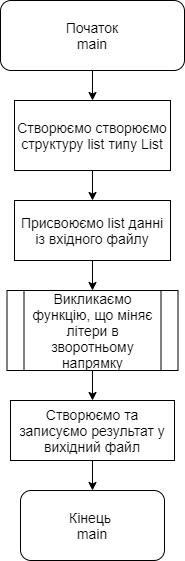 Початок
main
Створюємо створюємо
структуру list типу List
Присвоюємо list данні
із вхідного файлу
Викликаємо
функцію, що міняє
літери в
зворотньому
напрямку
Створюємо та
записуємо результат у
вихідний файл
Кінець
main